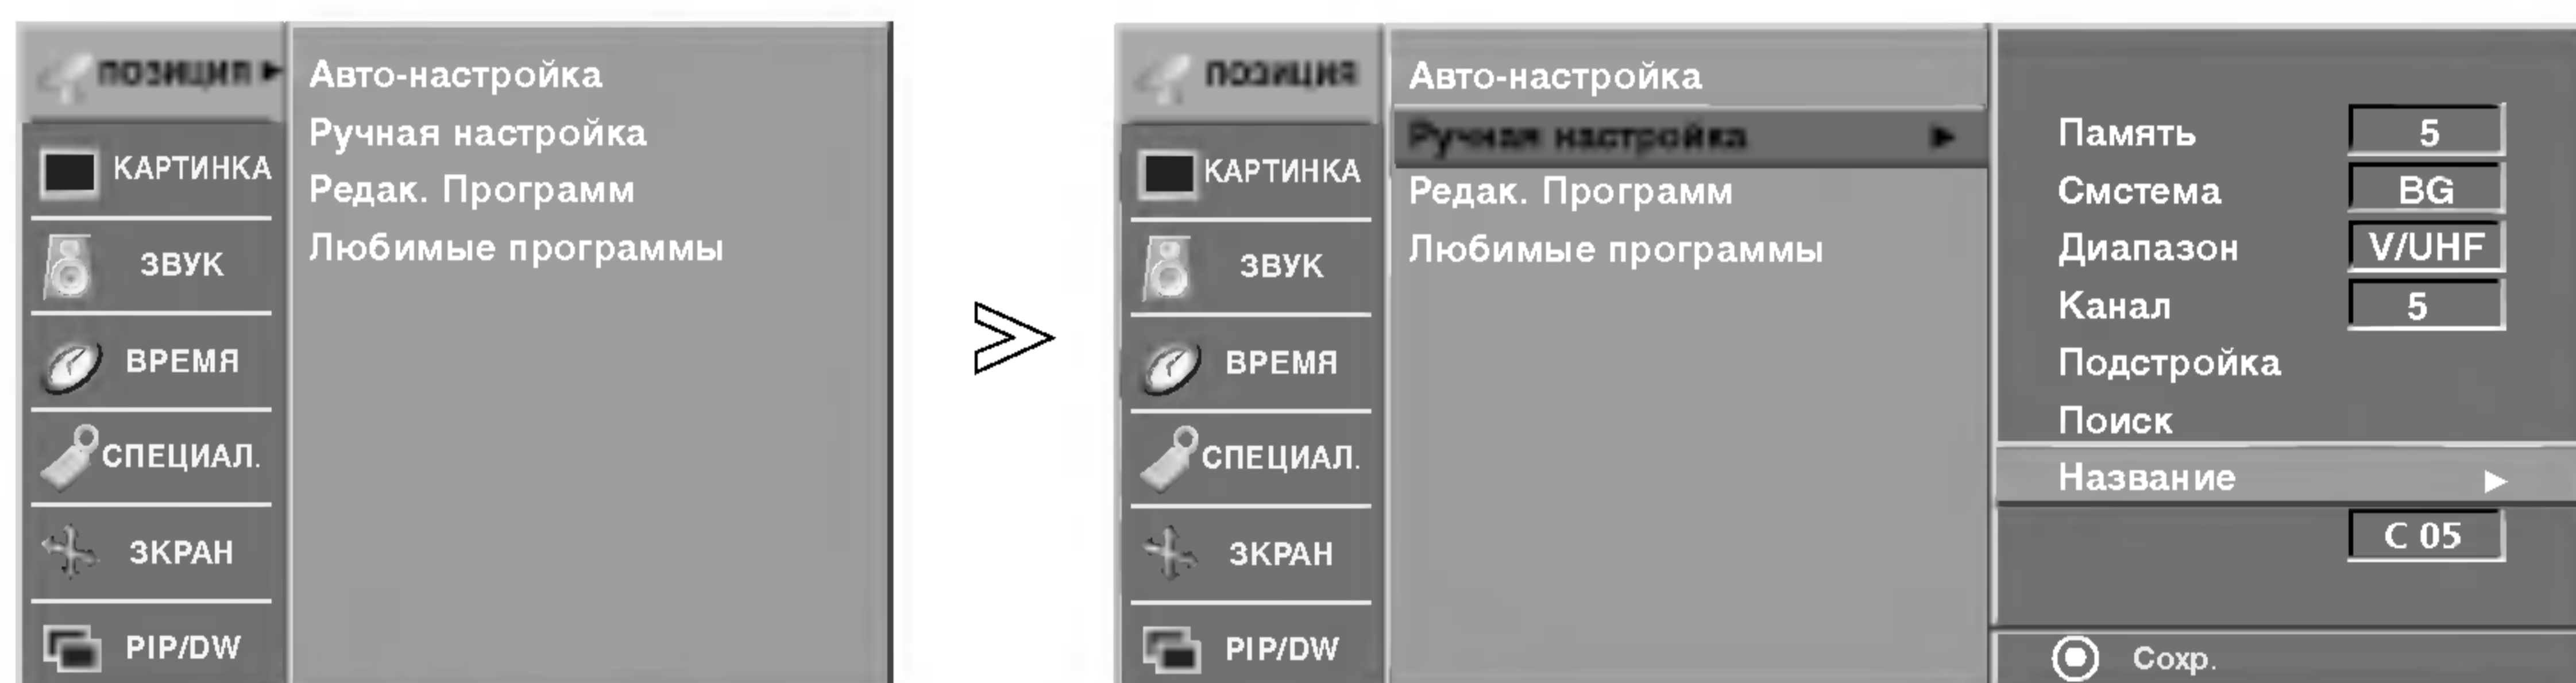 ПОЗИЦИЯ ►
Авто-настройка
Ручная настройка
Редак. Программ
Любимые программы
КАРТИНКА
ЗВУК
ВРЕМЯ
СПЕЦИАЛ.
ЗКРАН
PIP/DW
ПОЗИЦИЯ
КАРТИНКА
ЗВУК
ВРЕМЯ
СПЕЦИАЛ.
ЗКРАН
PIP/DW
Авто-настройка
Ручная настройка ►
Редак. Программ
Любимые программы
Память 5
Смстема BG
Диапазон V/UHF
Канал 5
Подстройка
Поиск
Название ►
C 05
Сохр.